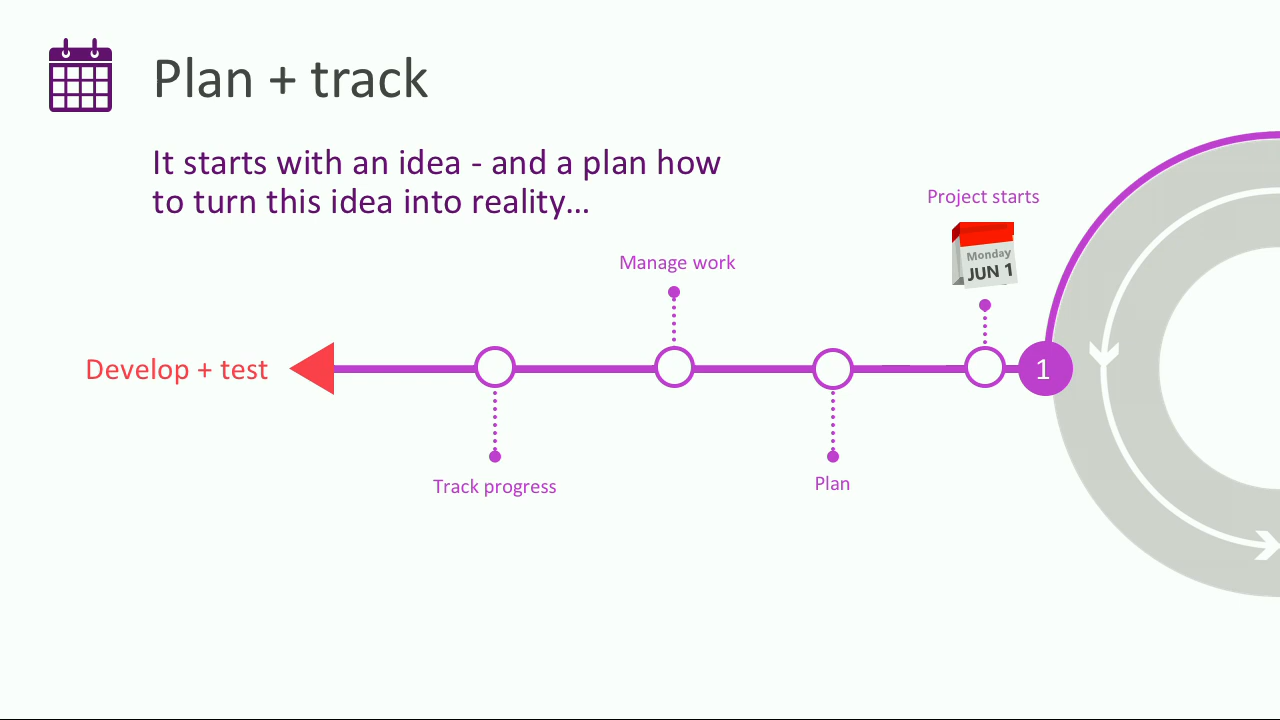 Plan + track
It starts with an idea - and a plan how
to turn this idea into reality…
Project starts
Monday
JUN 1
Manage work
Develop + test
1
Track progress
Plan